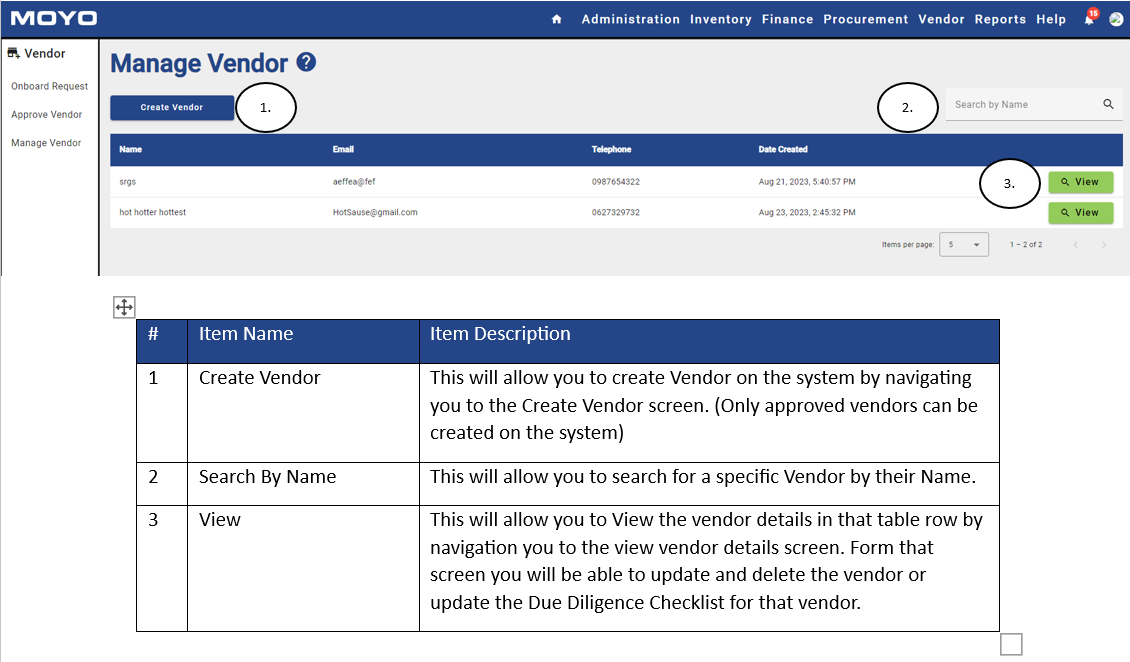 MOYO
Administration Inventory Finance Procurement Vendor Reports Help 15
Vendor
Onboard Request
Approve Vendor
Manage Vendor
Manage Vendor ?
Create Vendor 1. 2. Search by Name
Name Email Telephone Date Created
srgs aeffea@fef 0987654322 Aug 21, 2023, 5:40:57 PM 3. View
hot hotter hottest HotSause@gmail.com 0627329732 Aug 23, 2023, 2:45:32 PM View
Items per page: 5 1 – 2 of 2
# Item Name Item Description
1 Create Vendor This will allow you to create Vendor on the system by navigating
you to the Create Vendor screen. (Only approved vendors can be
created on the system)
2 Search By Name This will allow you to search for a specific Vendor by their Name.
3 View This will allow you to View the vendor details in that table row by
navigation you to the view vendor details screen. Form that
screen you will be able to update and delete the vendor or
update the Due Diligence Checklist for that vendor.